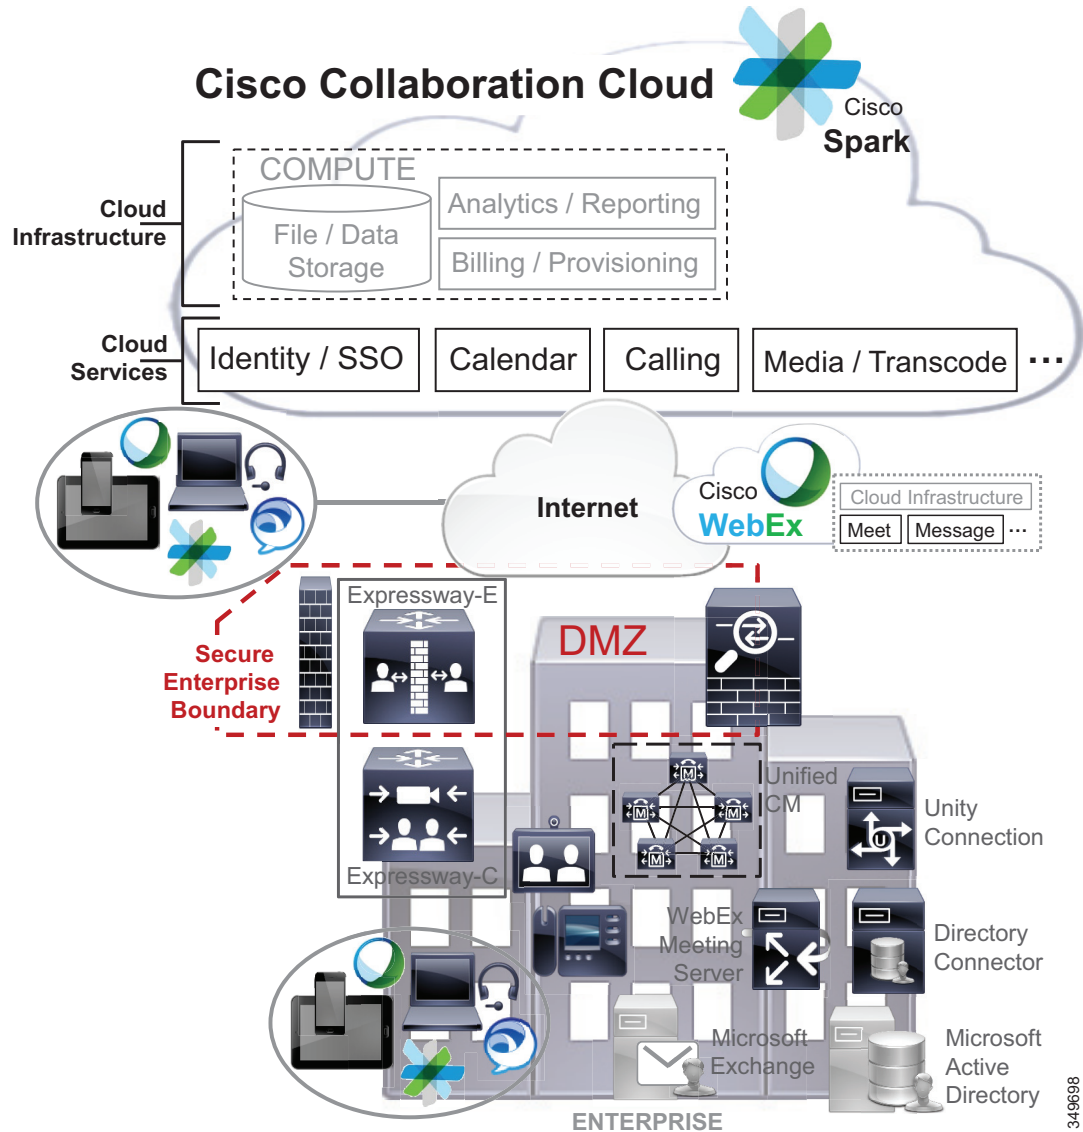 Cisco Collaboration Cloud
Cisco
Spark
COMPUTE
Cloud
Infrastructure
File / Data
Storage
Analytics / Reporting
Billing / Provisioning
Cloud
Services
Identity / SSO
Calendar
Calling
Media / Transcode
...
Internet
Cisco
WebEx
Cloud Infrastructure
Meet
Message
...
Expressway-E
DMZ
Secure
Enterprise
Boundary
Unified
CM
M
M
M
M
M
Unity
Connection
U
Expressway-C
WebEx
Meeting
Server
Directory
Connector
Microsoft
Exchange
Microsoft
Active
Directory
ENTERPRISE
349698